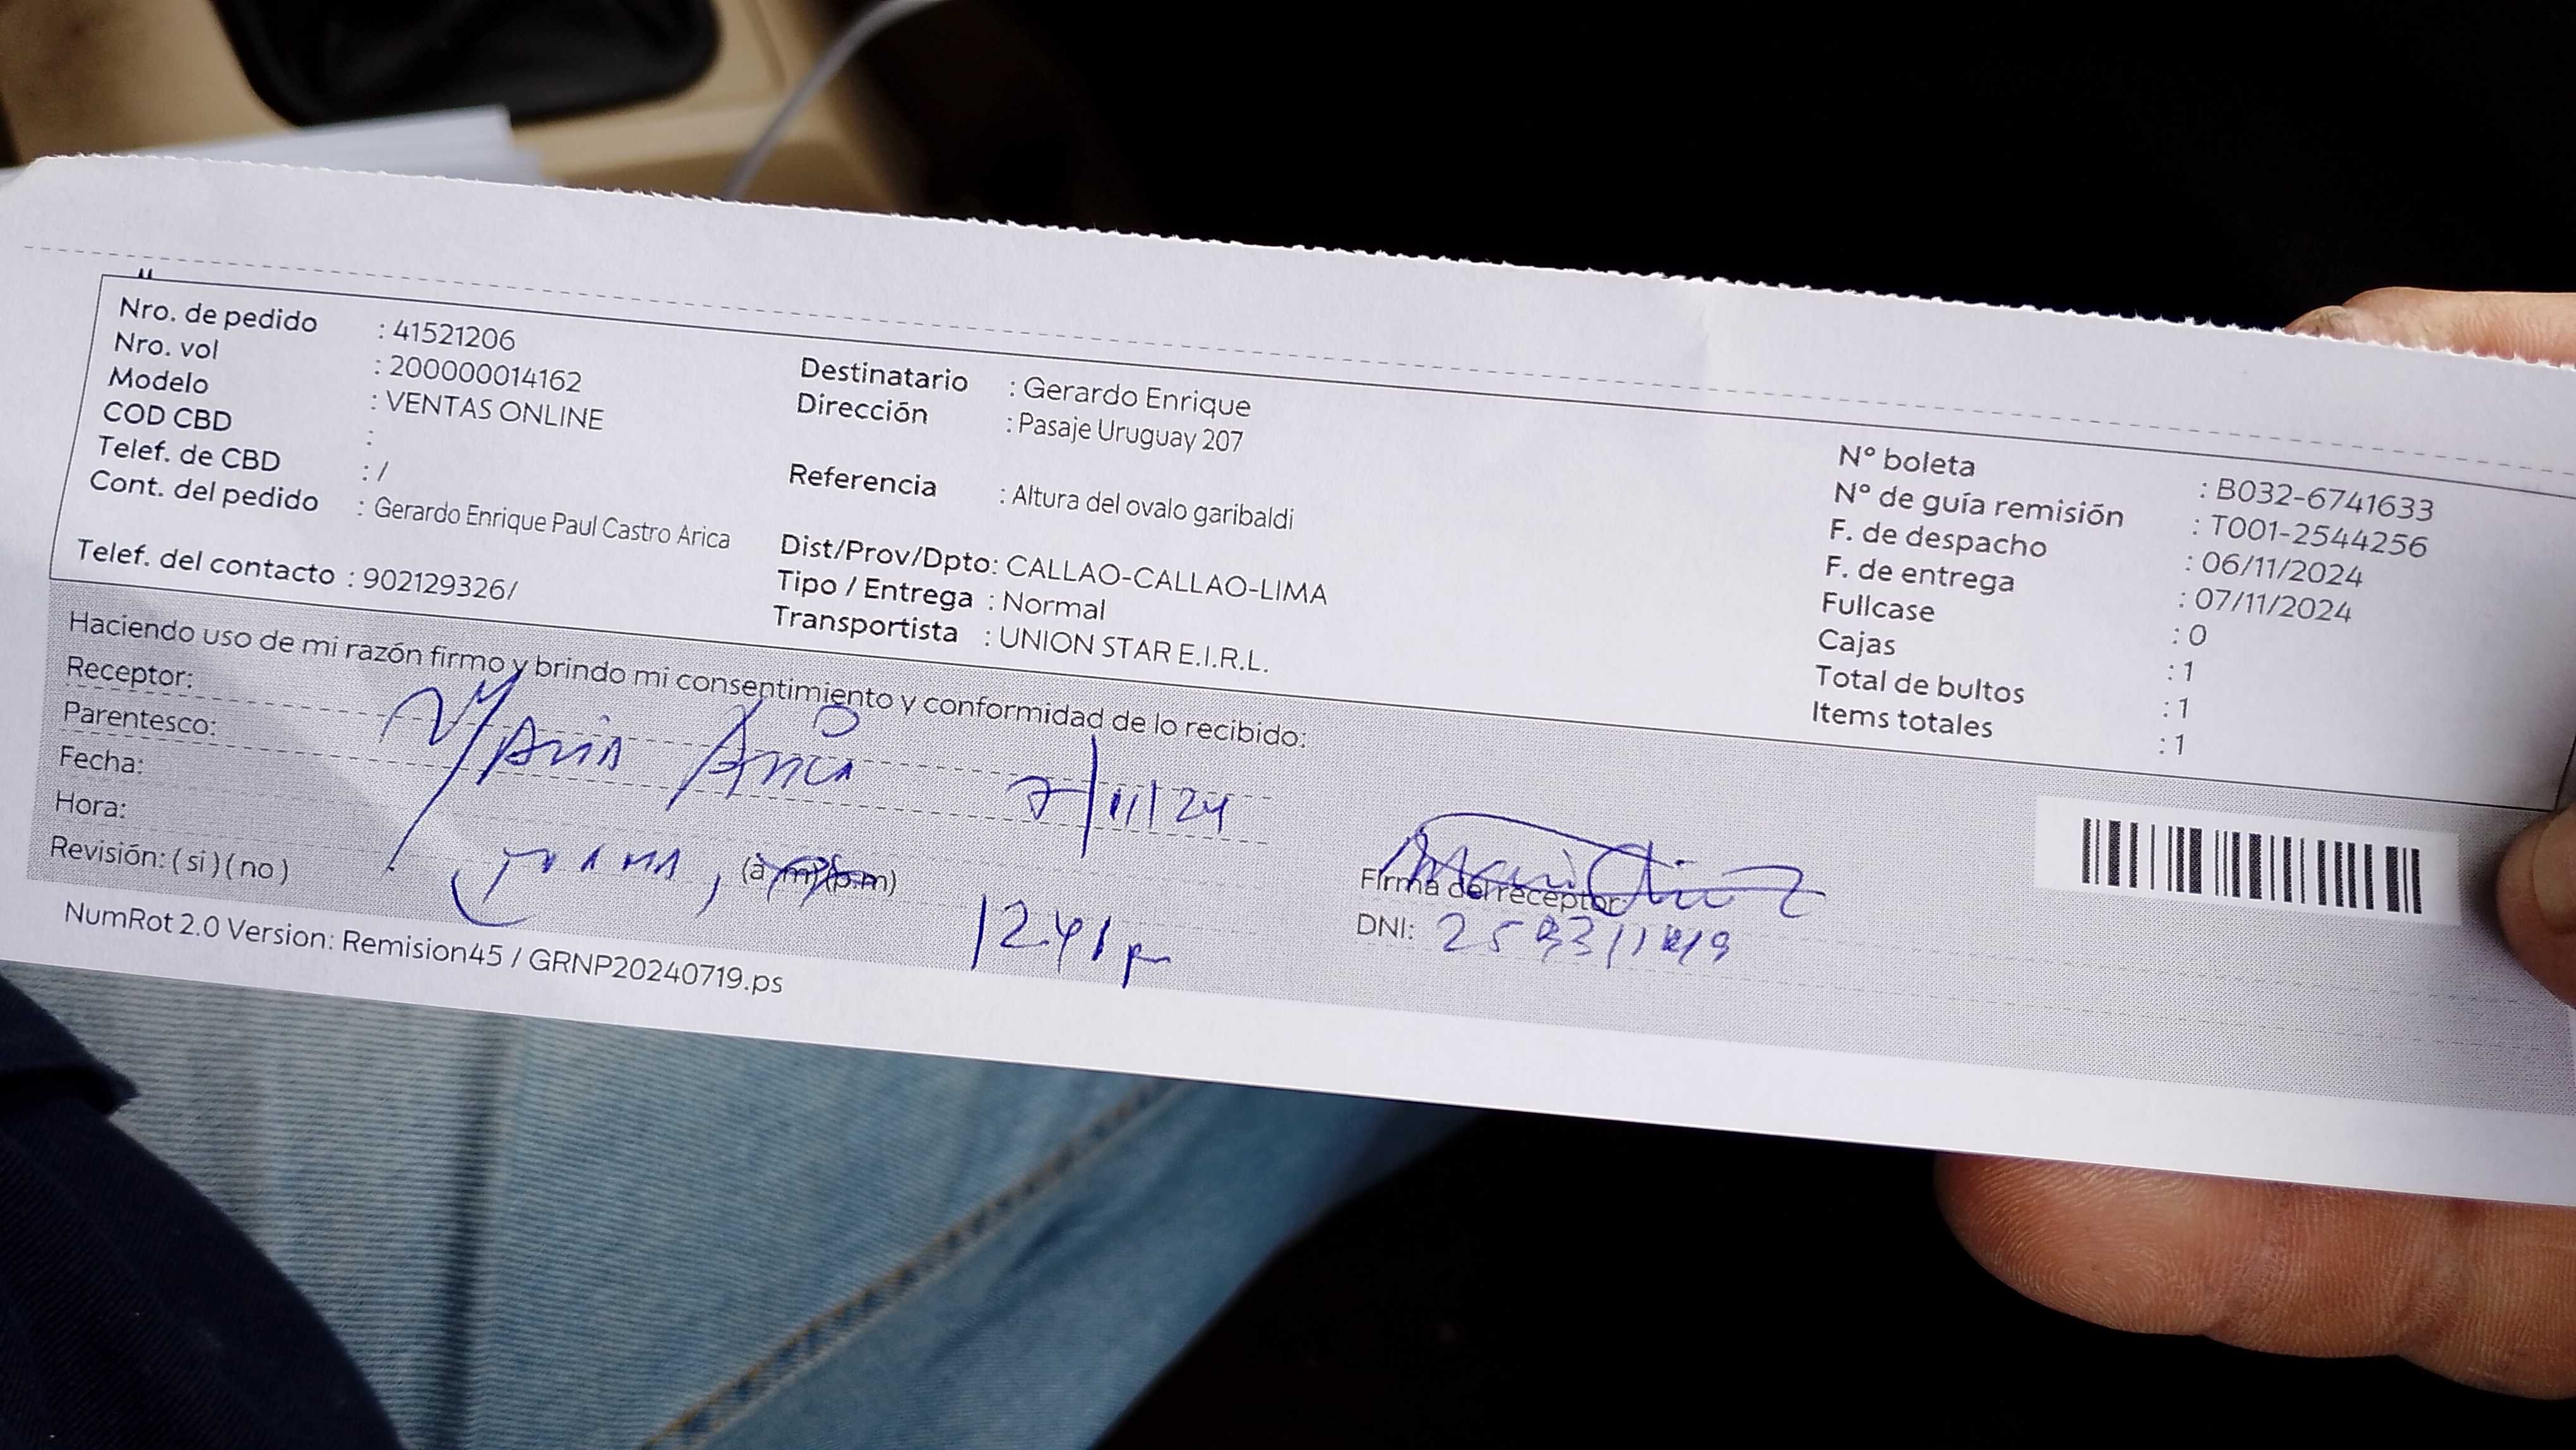 Nro. de pedido : 41521206
Nro. vol : 200000014162
Modelo : VENTAS ONLINE
COD CBD :
Telef. de CBD : /
Cont. del pedido : Gerardo Enrique Paul Castro Arica
Telef. del contacto : 902129326/
Destinatario : Gerardo Enrique
Dirección : Pasaje Uruguay 207
Referencia : Altura del ovalo garibaldi
Dist/Prov/Dpto: CALLAO-CALLAO-LIMA
Tipo / Entrega : Normal
Transportista : UNION STAR E.I.R.L.
N° boleta : B032-6741633
N° de guía remisión : T001-2544256
F. de despacho : 06/11/2024
F. de entrega : 07/11/2024
Fullcase : 0
Cajas : 1
Total de bultos : 1
Items totales : 1
Haciendo uso de mi razón firmo y brindo mi consentimiento y conformidad de lo recibido:
Receptor: Maria Arica
Parentesco:
Fecha: 7/11/24
Hora: (a.m)(p.m)
Revisión: ( si ) ( no )
Firma del receptor:
DNI:
NumRot 2.0 Version: Remision45 / GRNP20240719.ps